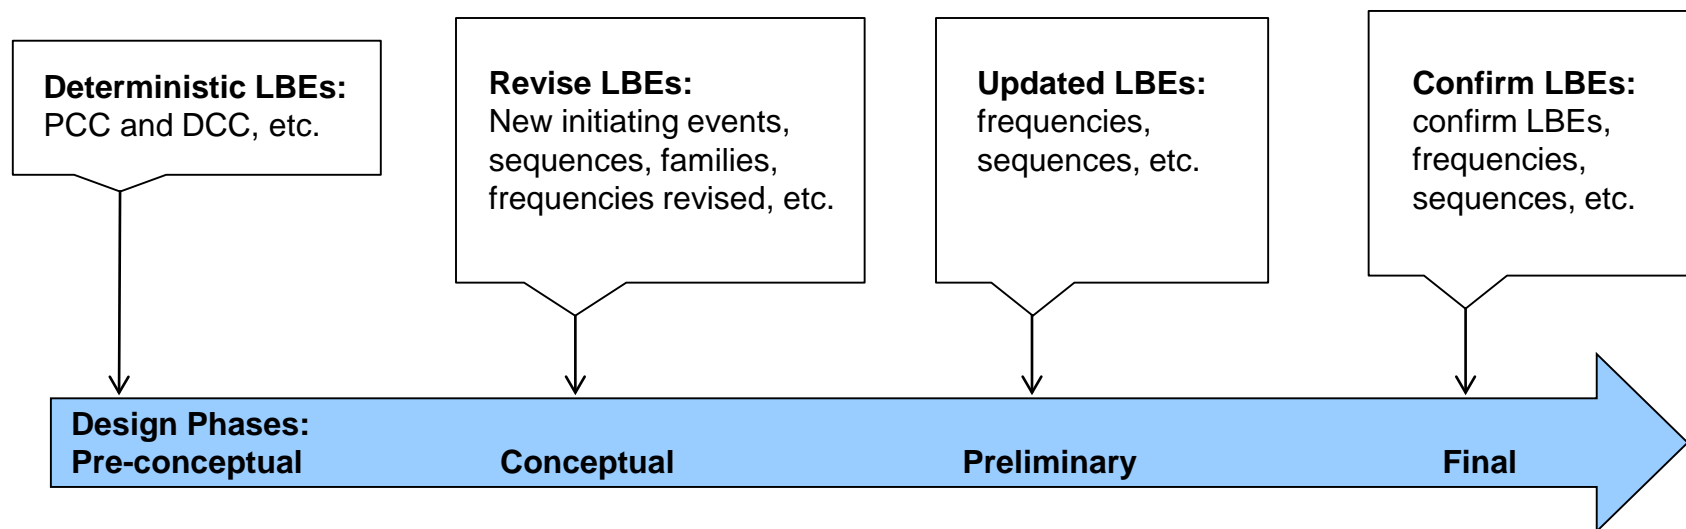 Deterministic LBEs:
PCC and DCC, etc.
Revise LBEs:
New initiating events,
sequences, families,
frequencies revised, etc.
Updated LBEs:
frequencies,
sequences, etc.
Confirm LBEs:
confirm LBEs,
frequencies,
sequences, etc.
Design Phases:
Pre-conceptual
Conceptual
Preliminary
Final